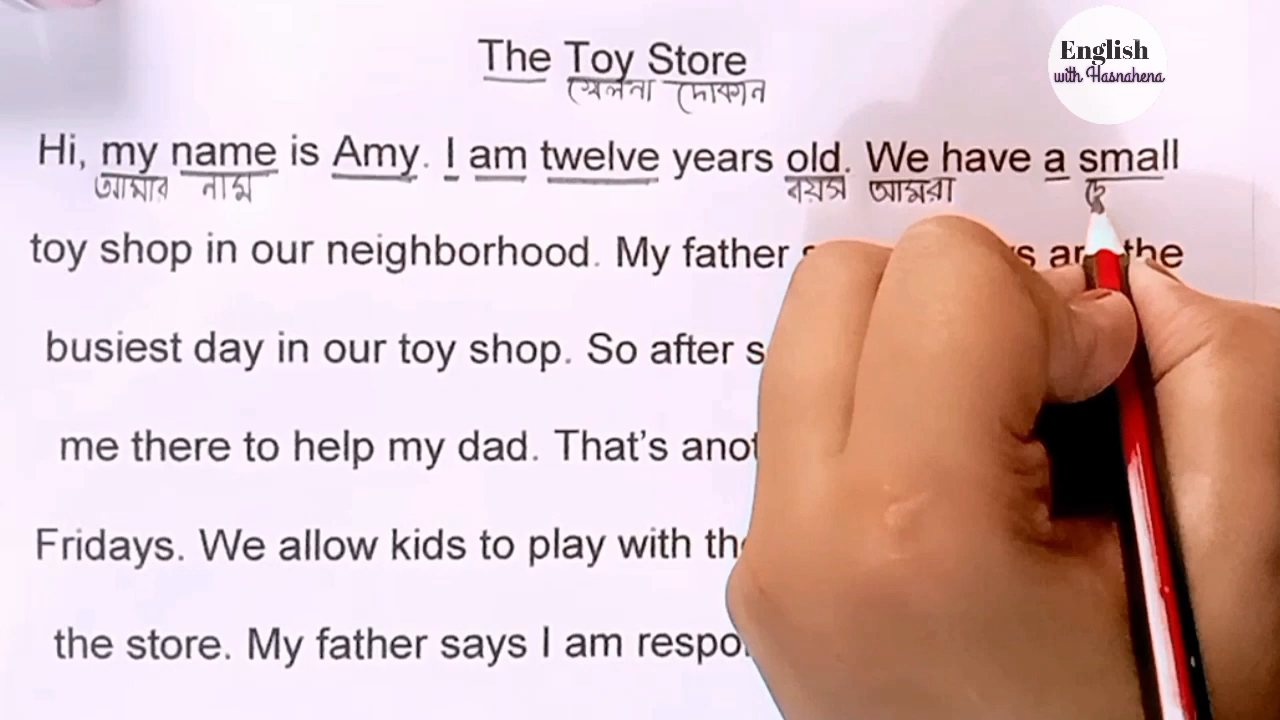 English
with Hasnahena
The Toy Store
খেলনা দোকান
Hi, my name is Amy. I am twelve years old. We have a small
আমার নাম বয়স আমরা
toy shop in our neighborhood. My father the
busiest day in our toy shop. So after
me there to help my dad. That's
Fridays. We allow kids to play with
the store. My father says I am